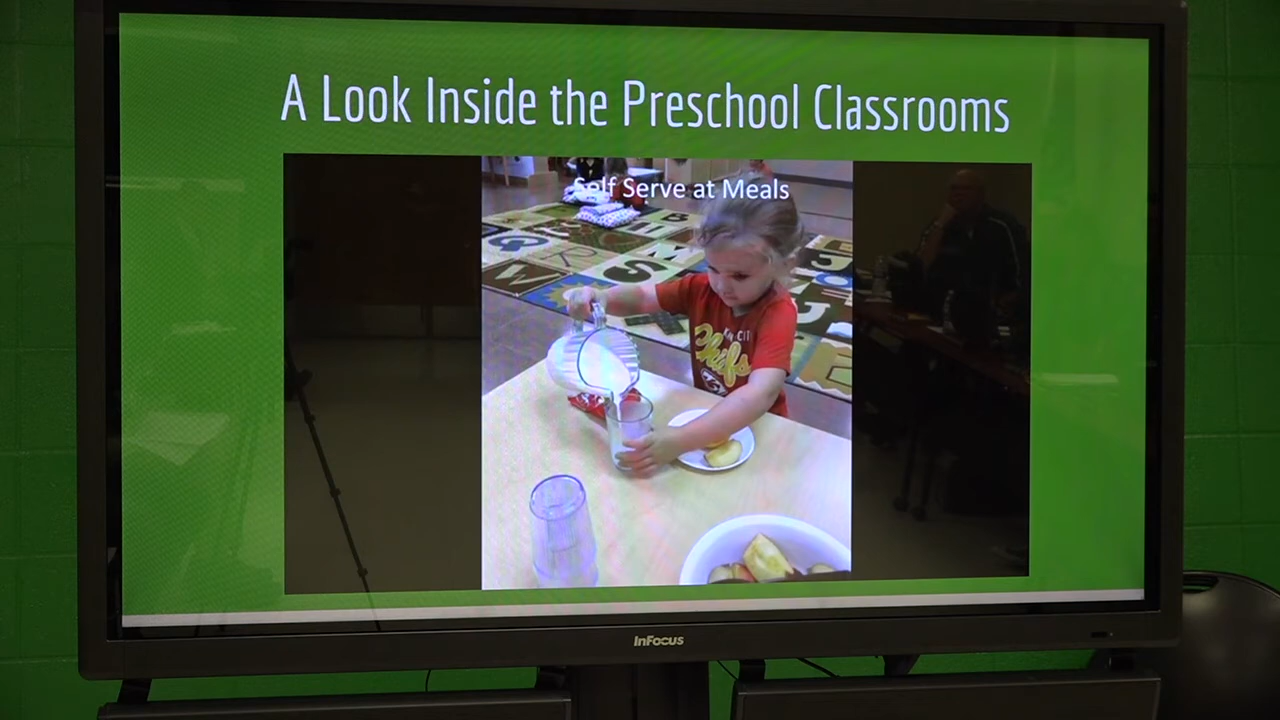 A Look Inside the Preschool Classrooms
Self Serve at Meals
B
Q R M
W S
Chiefs
InFocus